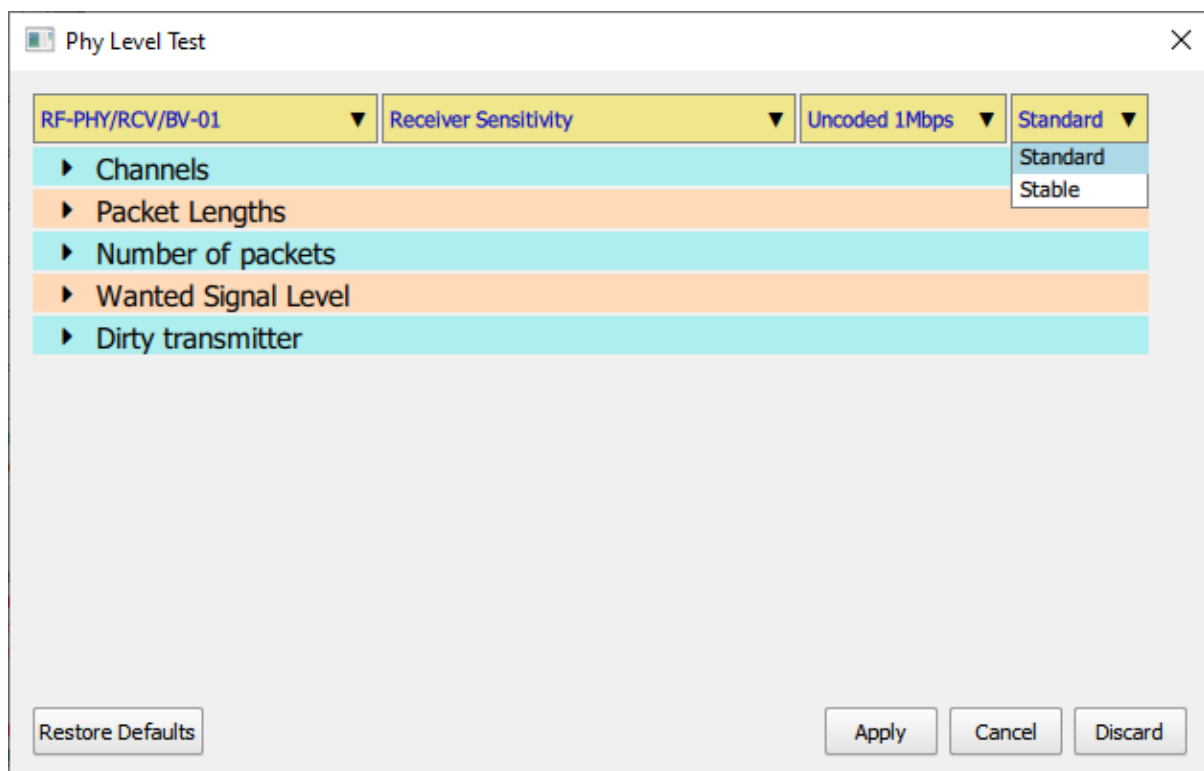 Phy Level Test
RF-PHY/RCV/BV-01 Receiver Sensitivity Uncoded 1Mbps Standard
Standard
Stable
Channels
Packet Lengths
Number of packets
Wanted Signal Level
Dirty transmitter
Restore Defaults Apply Cancel Discard